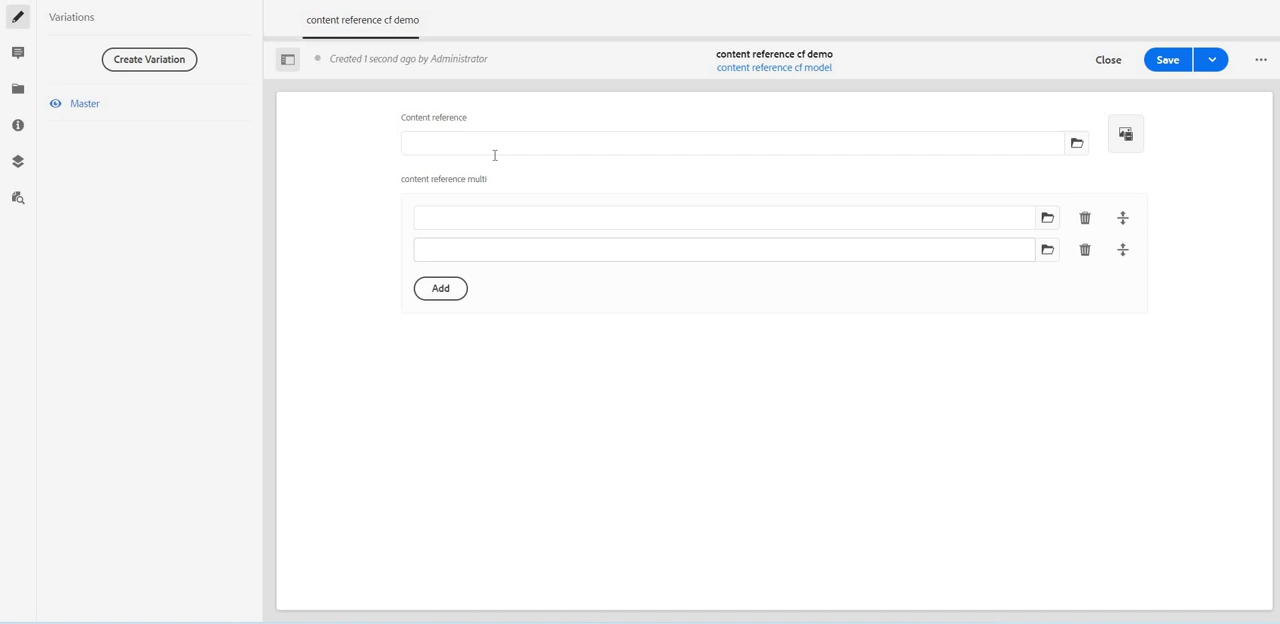 Variations
Create Variation
Master
content reference cf demo
Created 1 second ago by Administrator
content reference cf demo
content reference cf model
Close
Save
Content reference
content reference multi
Add